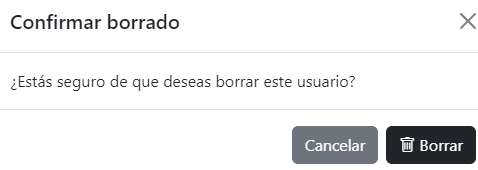 Confirmar borrado
¿Estás seguro de que deseas borrar este usuario?
Cancelar
Borrar